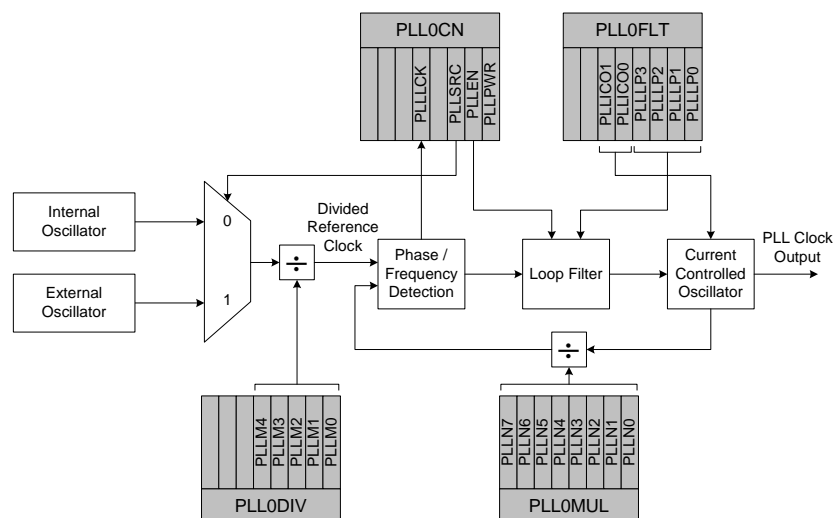 PLL0CN
PLLLCK
PLLSRC
PLLEN
PLLPWR
PLL0FLT
PLLICO1
PLLICO0
PLLLP3
PLLLP2
PLLLP1
PLLLP0
Internal
Oscillator
External
Oscillator
0
1
÷
Divided
Reference
Clock
Phase /
Frequency
Detection
Loop Filter
Current
Controlled
Oscillator
PLL Clock
Output
÷
PLLM4
PLLM3
PLLM2
PLLM1
PLLM0
PLL0DIV
PLLN7
PLLN6
PLLN5
PLLN4
PLLN3
PLLN2
PLLN1
PLLN0
PLL0MUL